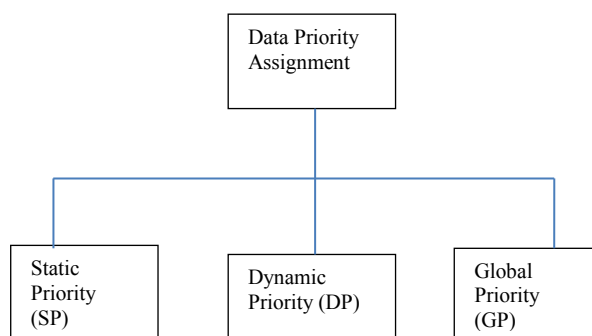 Data Priority
Assignment
Static
Priority
(SP)
Dynamic
Priority (DP)
Global
Priority
(GP)